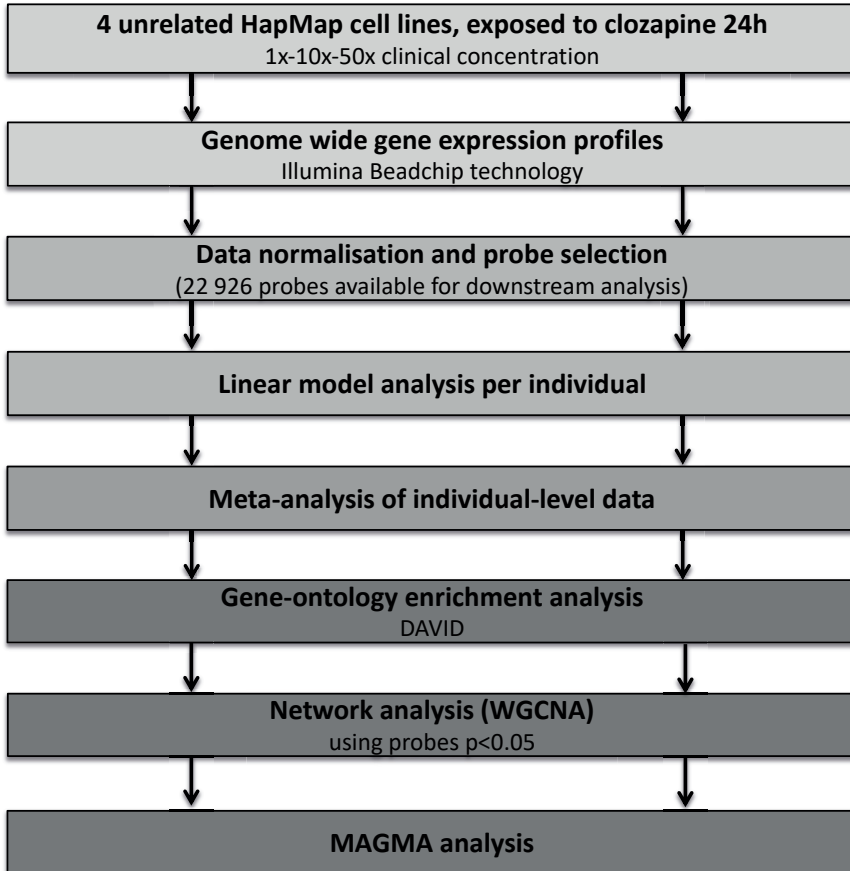 4 unrelated HapMap cell lines, exposed to clozapine 24h
1x-10x-50x clinical concentration
Genome wide gene expression profiles
Illumina Beadchip technology
Data normalisation and probe selection
(22 926 probes available for downstream analysis)
Linear model analysis per individual
Meta-analysis of individual-level data
Gene-ontology enrichment analysis
DAVID
Network analysis (WGCNA)
using probes p<0.05
MAGMA analysis